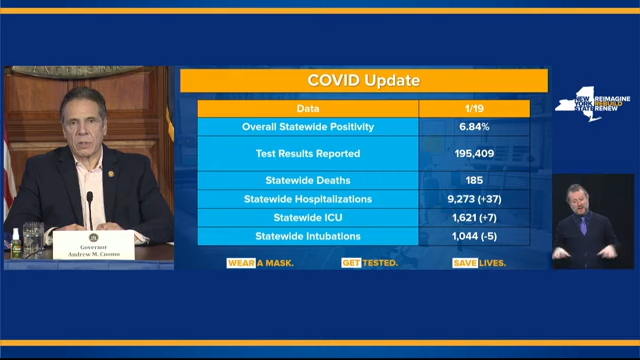 COVID Update
Data 1/19
Overall Statewide Positivity 6.84%
Test Results Reported 195,409
Statewide Deaths 185
Statewide Hospitalizations 9,273 (+37)
Statewide ICU 1,621 (+7)
Statewide Intubations 1,044 (-5)
WEAR A MASK. GET TESTED. SAVE LIVES.
NEW YORK STATE
REIMAGINE
REBUILD
RENEW
Governor
Andrew M. Cuomo